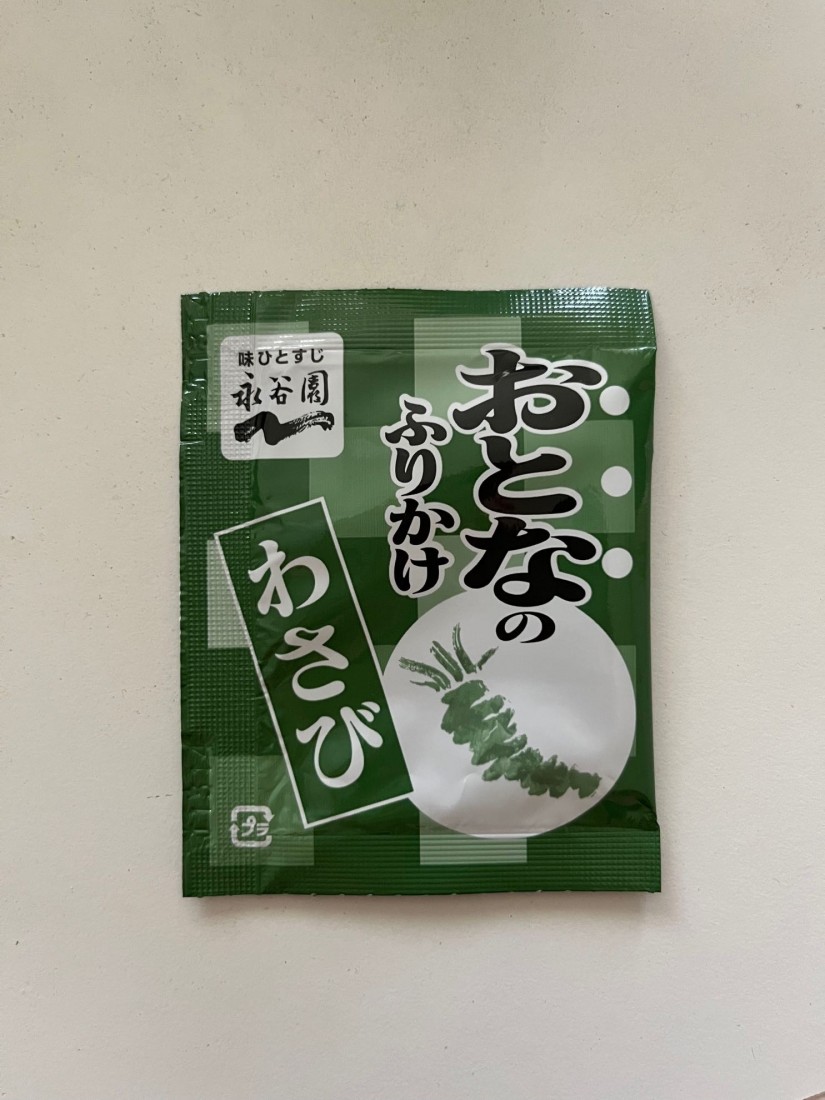 味ひとすじ
永谷園
おとなの
ふりかけ
わさび
プラ